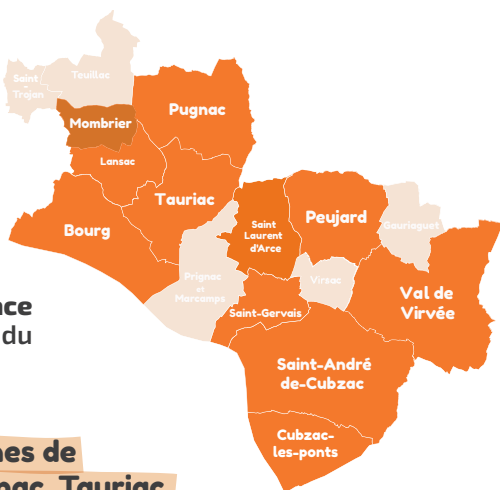 Saint
-
Trojan
Teuillac
Mombrier
Pugnac
Lansac
Tauriac
Bourg
Saint
Laurent
d'Arce
Peujard
Gauriaguet
Prignac
et
Marcamps
Virsac
Val de
Virvée
Saint-Gervais
Saint-André
de-Cubzac
Cubzac-
les-ponts
du
Tauriac